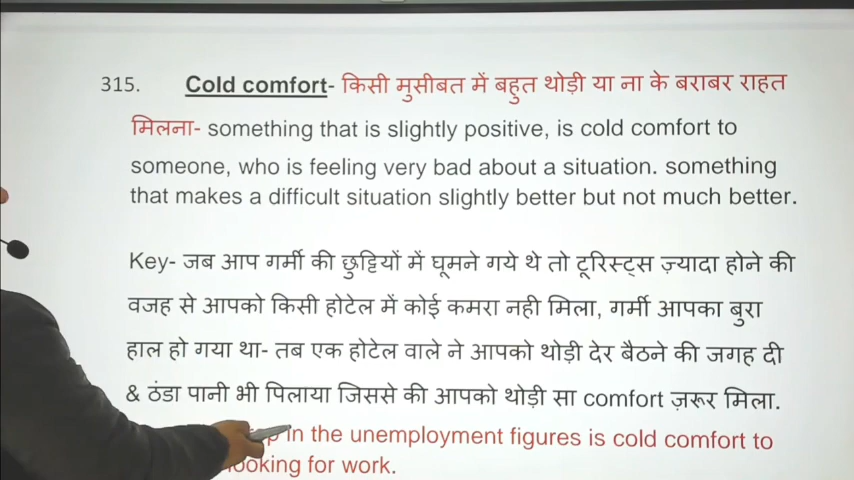 315. Cold comfort- किसी मुसीबत में बहुत थोड़ी या ना के बराबर राहत
मिलना- something that is slightly positive, is cold comfort to
someone, who is feeling very bad about a situation. something
that makes a difficult situation slightly better but not much better.
Key- जब आप गर्मी की छुट्टियों में घूमने गये थे तो टूरिस्ट्स ज़्यादा होने की
वजह से आपको किसी होटेल में कोई कमरा नही मिला, गर्मी आपका बुरा
हाल हो गया था- तब एक होटेल वाले ने आपको थोड़ी देर बैठने की जगह दी
& ठंडा पानी भी पिलाया जिससे की आपको थोड़ी सा comfort ज़रूर मिला.
in the unemployment figures is cold comfort to
looking for work.